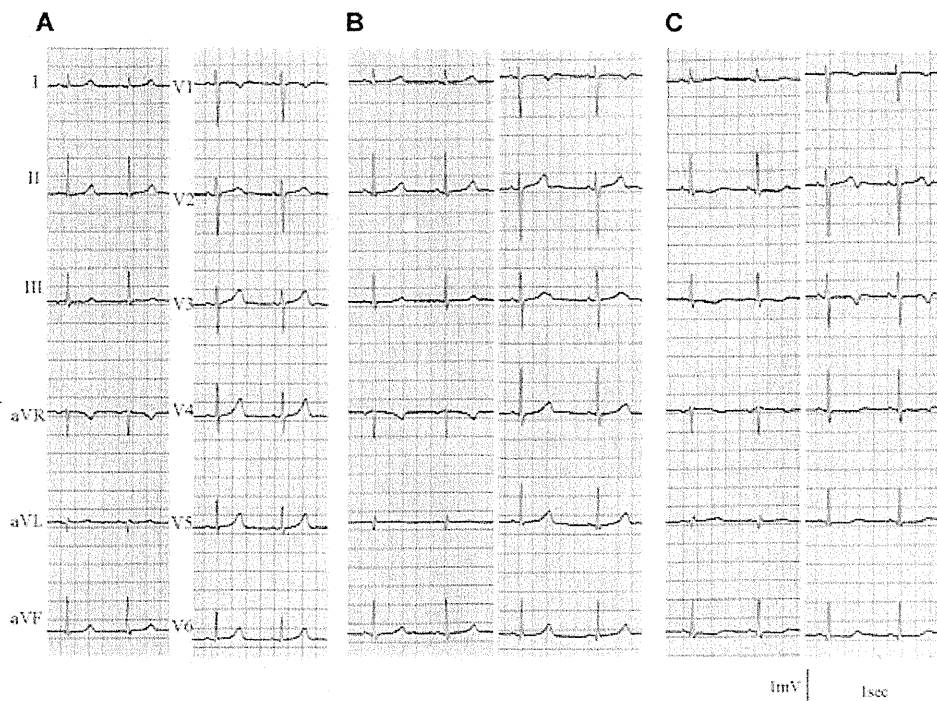 A B C
I V1
II V2
III V3
aVR V4
aVL V5
aVF V6
1mV 1sec